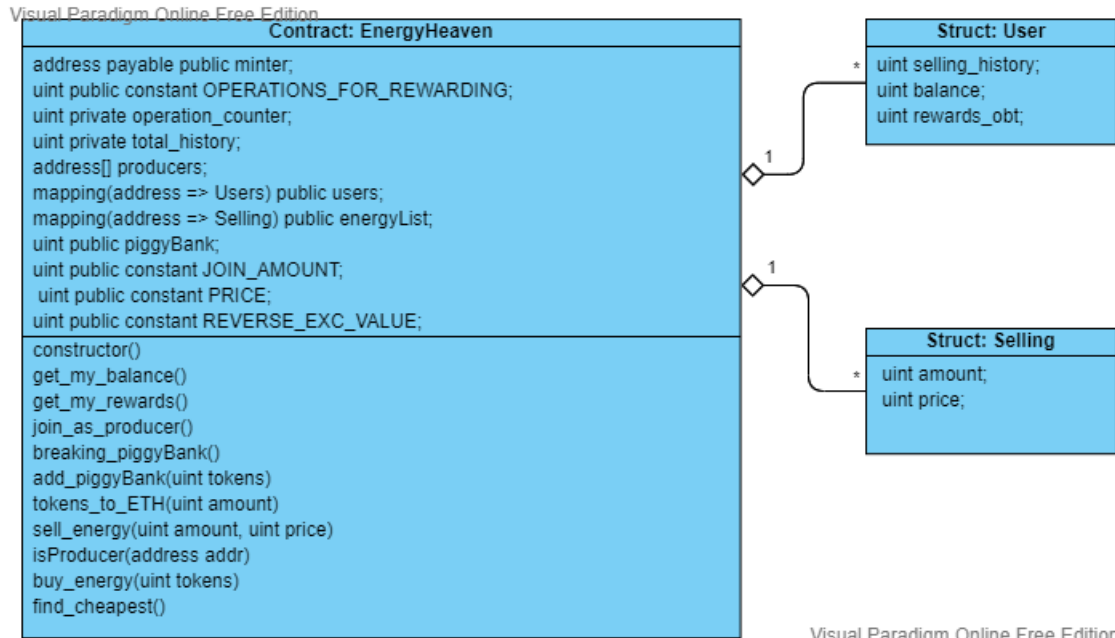 Visual Paradigm Online Free Edition
Contract: EnergyHeaven
address payable public minter;
uint public constant OPERATIONS_FOR_REWARDING;
uint private operation_counter;
uint private total_history;
address[] producers;
mapping(address => Users) public users;
mapping(address => Selling) public energyList;
uint public piggyBank;
uint public constant JOIN_AMOUNT;
uint public constant PRICE;
uint public constant REVERSE_EXC_VALUE;
constructor()
get_my_balance()
get_my_rewards()
join_as_producer()
breaking_piggyBank()
add_piggyBank(uint tokens)
tokens_to_ETH(uint amount)
sell_energy(uint amount, uint price)
isProducer(address addr)
buy_energy(uint tokens)
find_cheapest()
1
*
Struct: User
uint selling_history;
uint balance;
uint rewards_obt;
1
*
Struct: Selling
uint amount;
uint price;
Visual Paradigm Online Free Edition